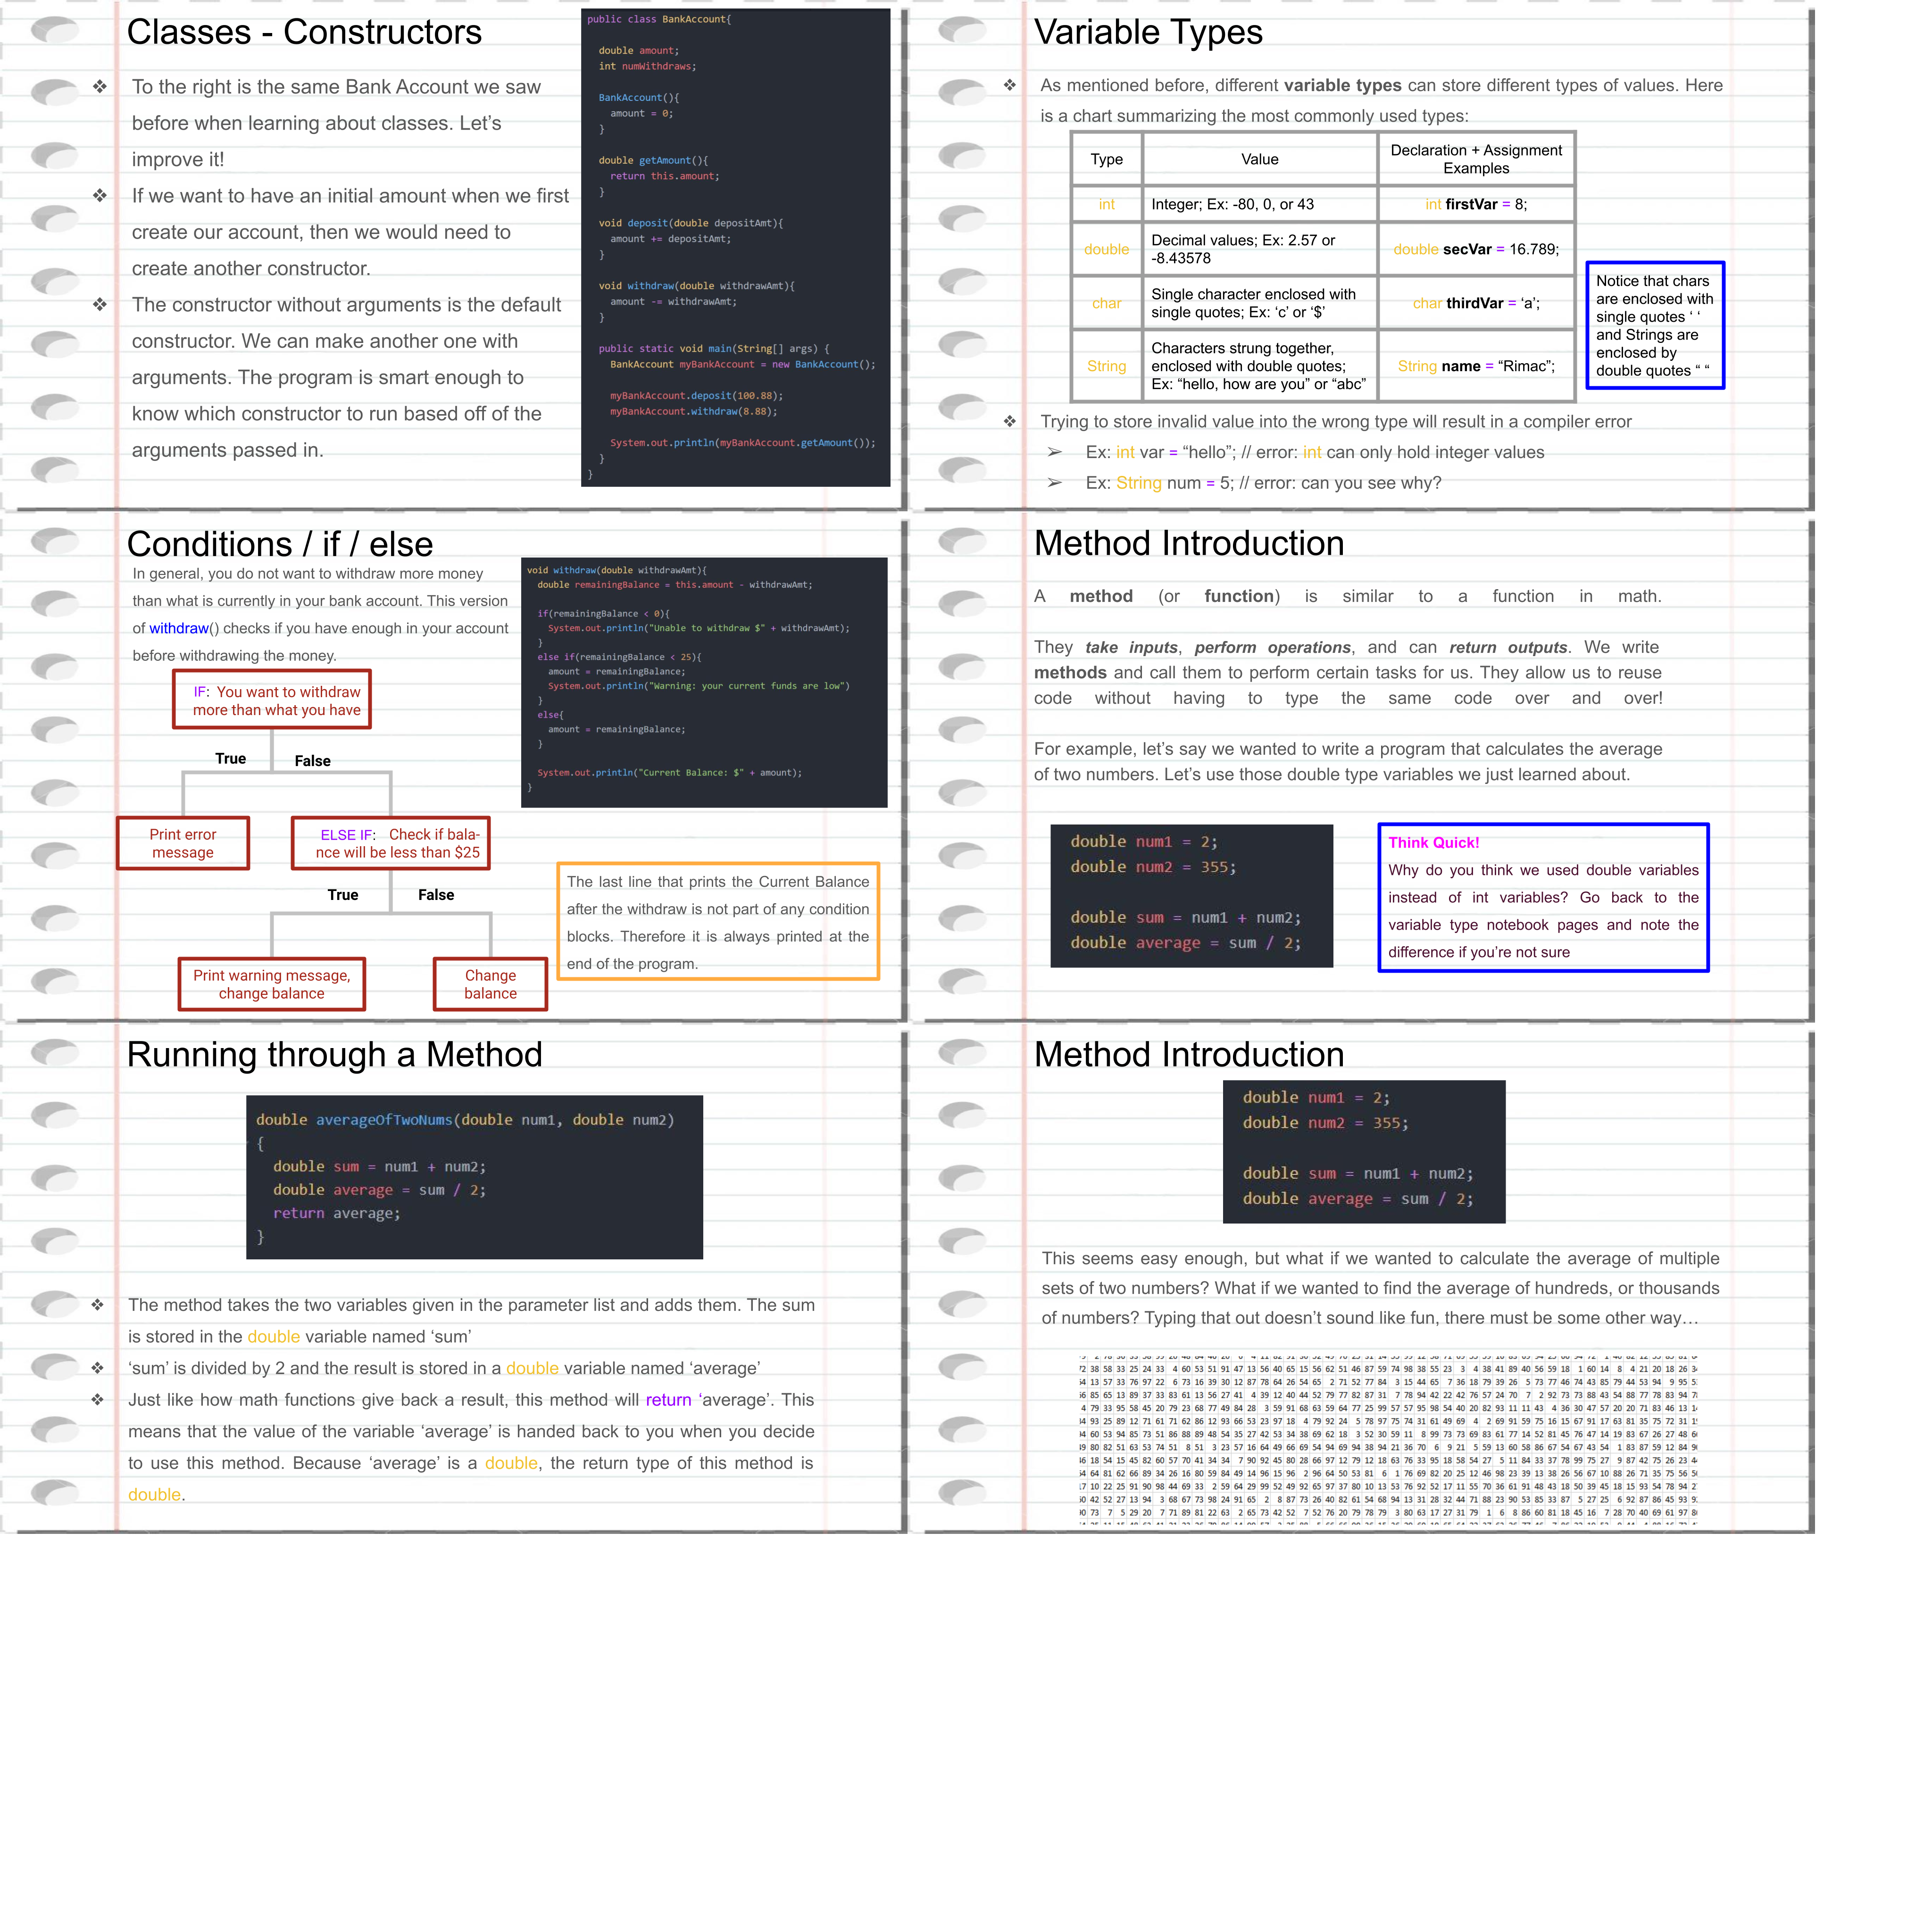 Classes - Constructors
❖ To the right is the same Bank Account we saw
before when learning about classes. Let's
improve it!
❖ If we want to have an initial amount when we first
create our account, then we would need to
create another constructor.
❖ The constructor without arguments is the default
constructor. We can make another one with
arguments. The program is smart enough to
know which constructor to run based off of the
arguments passed in.
public class BankAccount{
double amount;
int numWithdraws;
BankAccount(){
amount = 0;
}
double getAmount(){
return this.amount;
}
void deposit(double depositAmt){
amount += depositAmt;
}
void withdraw(double withdrawAmt){
amount -= withdrawAmt;
}
public static void main(String[] args) {
BankAccount myBankAccount = new BankAccount();
myBankAccount.deposit(100.88);
myBankAccount.withdraw(8.88);
System.out.println(myBankAccount.getAmount());
}
}
Variable Types
❖ As mentioned before, different variable types can store different types of values. Here
is a chart summarizing the most commonly used types:
Type Value Declaration + Assignment
Examples
int Integer; Ex: -80, 0, or 43 int firstVar = 8;
double Decimal values; Ex: 2.57 or
-8.43578 double secVar = 16.789;
char Single character enclosed with
single quotes; Ex: ‘c’ or ‘$’ char thirdVar = ‘a’;
String Characters strung together,
enclosed with double quotes;
Ex: “hello, how are you” or “abc” String name = “Rimac”;
Notice that chars
are enclosed with
single quotes ‘ ‘
and Strings are
enclosed by
double quotes “ “
❖ Trying to store invalid value into the wrong type will result in a compiler error
➢ Ex: int var = “hello”; // error: int can only hold integer values
➢ Ex: String num = 5; // error: can you see why?
Conditions / if / else
In general, you do not want to withdraw more money
than what is currently in your bank account. This version
of withdraw() checks if you have enough in your account
before withdrawing the money.
IF: You want to withdraw
more than what you have
True False
Print error
message
ELSE IF: Check if bala-
nce will be less than $25
True False
Print warning message,
change balance
Change
balance
void withdraw(double withdrawAmt){
double remainingBalance = this.amount - withdrawAmt;
if(remainingBalance < 0){
System.out.println("Unable to withdraw $" + withdrawAmt);
}
else if(remainingBalance < 25){
amount = remainingBalance;
System.out.println("Warning: your current funds are low")
}
else{
amount = remainingBalance;
}
System.out.println("Current Balance: $" + amount);
}
The last line that prints the Current Balance
after the withdraw is not part of any condition
blocks. Therefore it is always printed at the
end of the program.
Method Introduction
A method (or function) is similar to a function in math.
They take inputs, perform operations, and can return outputs. We write
methods and call them to perform certain tasks for us. They allow us to reuse
code without having to type the same code over and over!
For example, let’s say we wanted to write a program that calculates the average
of two numbers. Let’s use those double type variables we just learned about.
double num1 = 2;
double num2 = 355;
double sum = num1 + num2;
double average = sum / 2;
Think Quick!
Why do you think we used double variables
instead of int variables? Go back to the
variable type notebook pages and note the
difference if you’re not sure
Running through a Method
double averageOfTwoNums(double num1, double num2)
{
double sum = num1 + num2;
double average = sum / 2;
return average;
}
❖ The method takes the two variables given in the parameter list and adds them. The sum
is stored in the double variable named ‘sum’
❖ ‘sum’ is divided by 2 and the result is stored in a double variable named ‘average’
❖ Just like how math functions give back a result, this method will return ‘average’. This
means that the value of the variable ‘average’ is handed back to you when you decide
to use this method. Because ‘average’ is a double, the return type of this method is
double.
Method Introduction
double num1 = 2;
double num2 = 355;
double sum = num1 + num2;
double average = sum / 2;
This seems easy enough, but what if we wanted to calculate the average of multiple
sets of two numbers? What if we wanted to find the average of hundreds, or thousands
of numbers? Typing that out doesn’t sound like fun, there must be some other way…